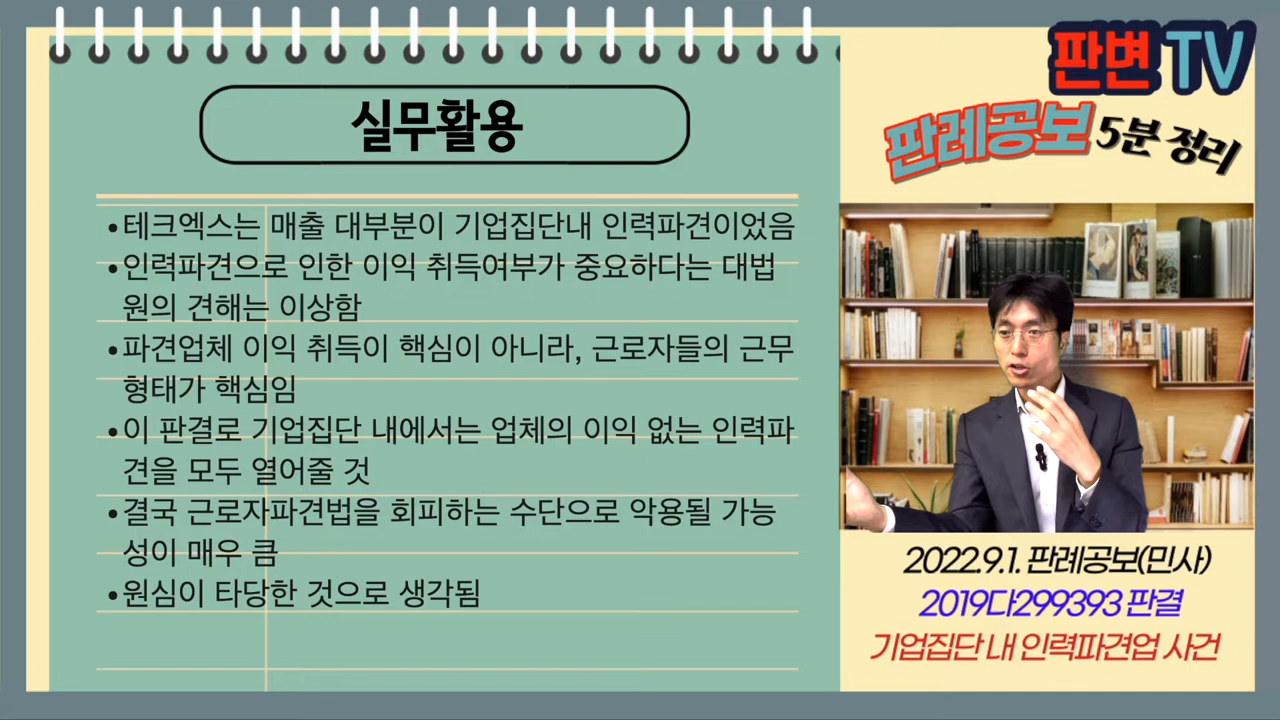 실무활용
•테크엑스는 매출 대부분이 기업집단내 인력파견이었음
•인력파견으로 인한 이익 취득여부가 중요하다는 대법
원의 견해는 이상함
•파견업체 이익 취득이 핵심이 아니라, 근로자들의 근무
형태가 핵심임
•이 판결로 기업집단 내에서는 업체의 이익 없는 인력파
견을 모두 열어줄 것
•결국 근로자파견법을 회피하는 수단으로 악용될 가능
성이 매우 큼
•원심이 타당한 것으로 생각됨
판변 TV
판례공보 5분 정리
2022.9.1. 판례공보(민사)
2019다299393 판결
기업집단 내 인력파견업 사건